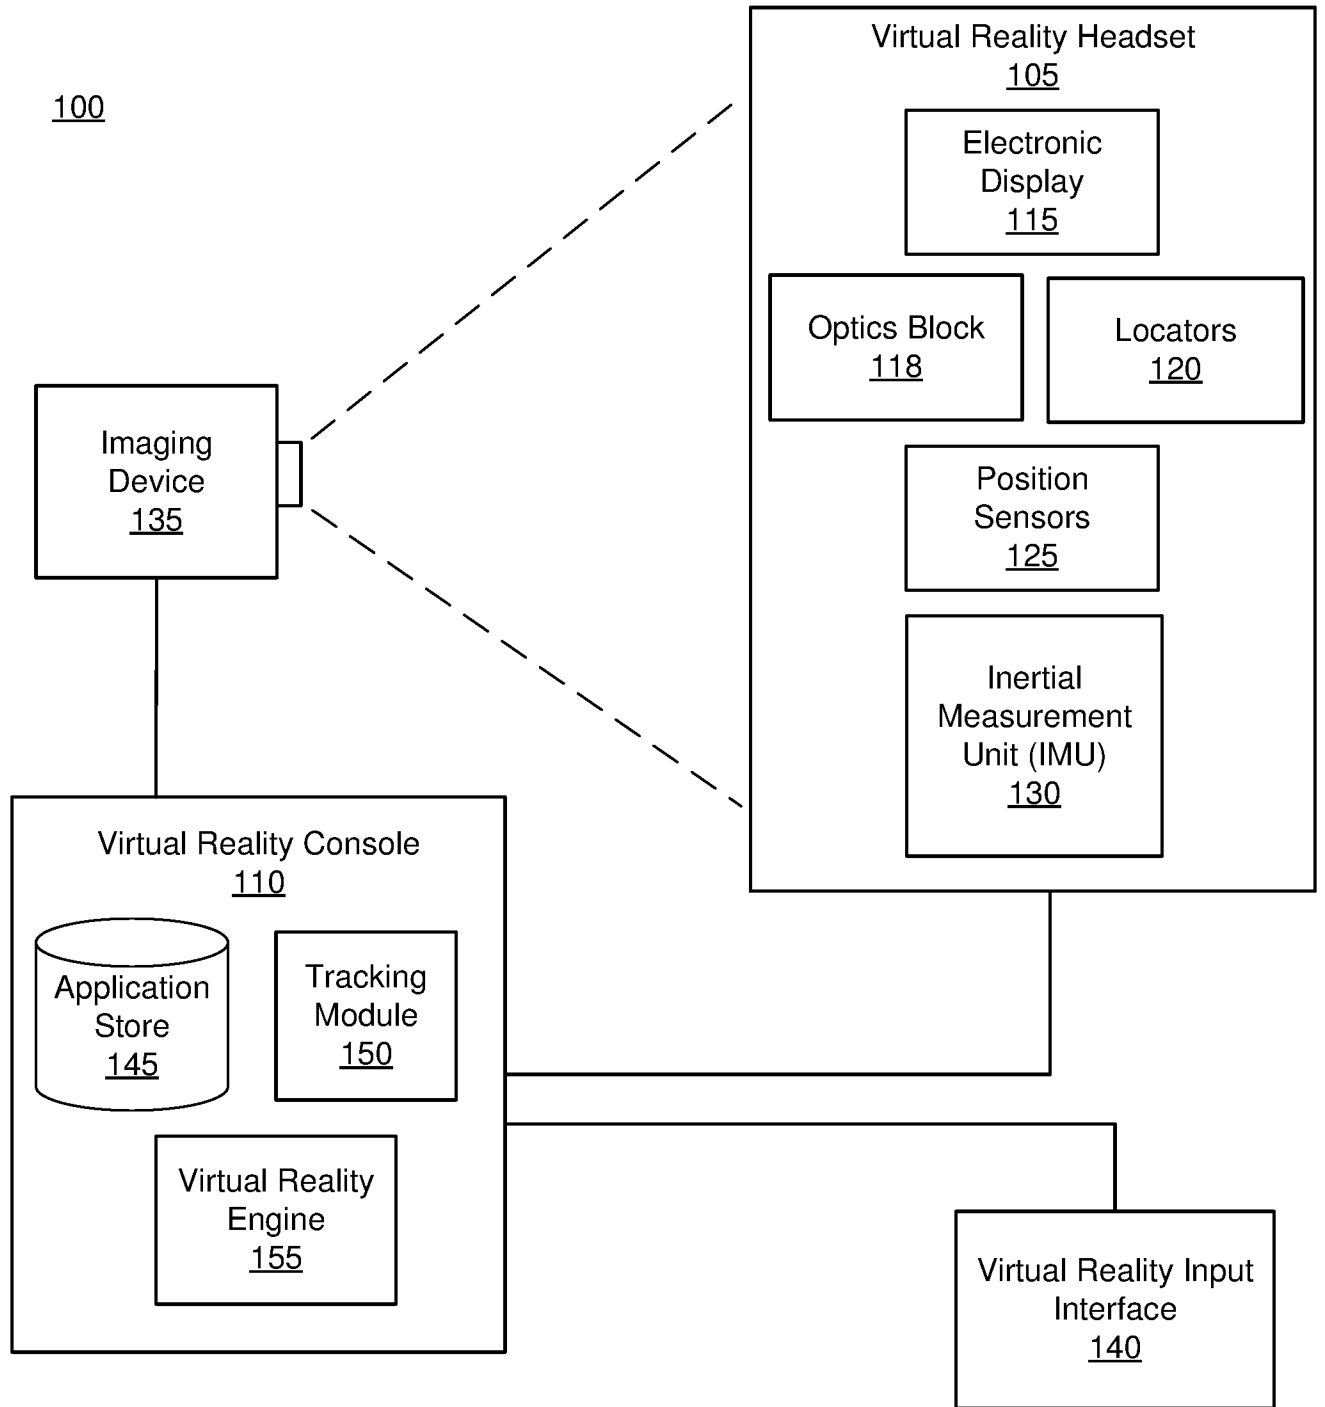 100
Virtual Reality Headset
105
Electronic
Display
115
Optics Block
118
Locators
120
Position
Sensors
125
Inertial
Measurement
Unit (IMU)
130
Imaging
Device
135
Virtual Reality Console
110
Application
Store
145
Tracking
Module
150
Virtual Reality
Engine
155
Virtual Reality Input
Interface
140